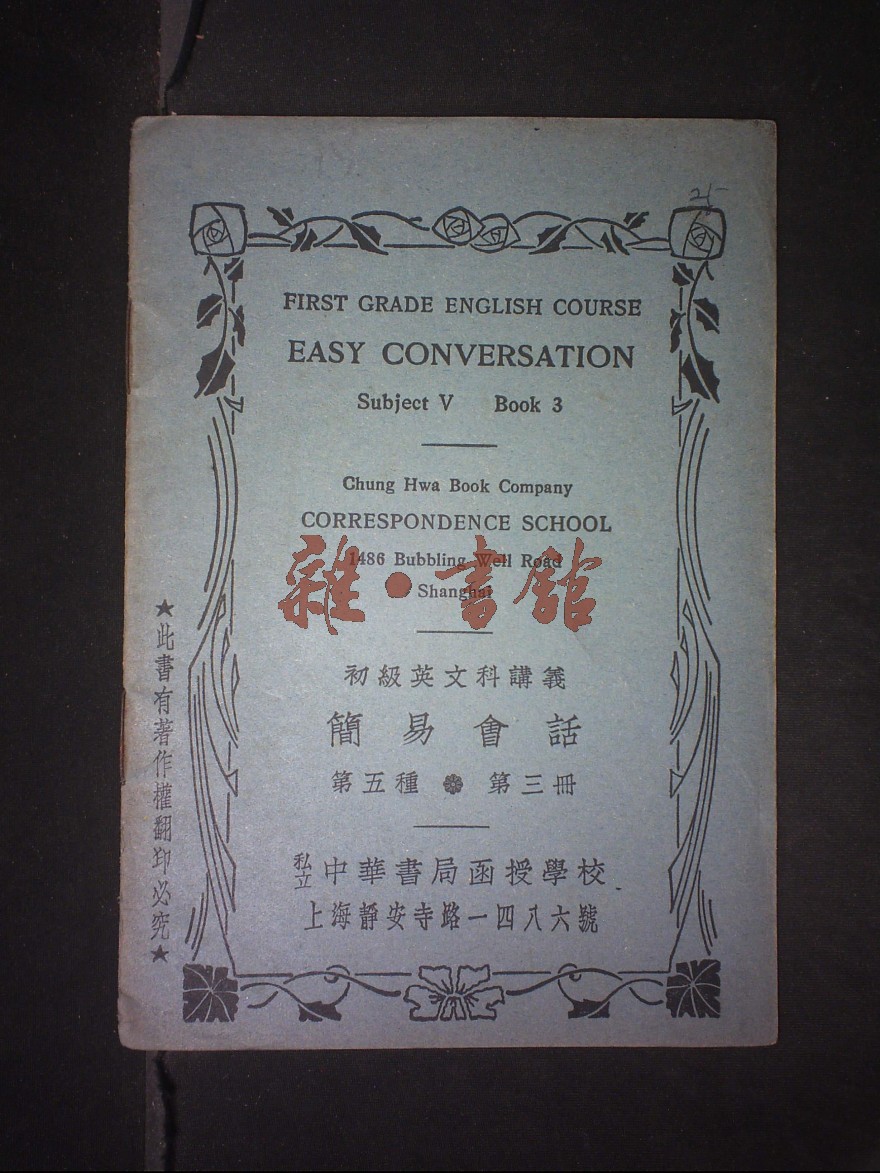 FIRST GRADE ENGLISH COURSE
EASY CONVERSATION
Subject V Book 3
Chung Hwa Book Company
CORRESPONDENCE SCHOOL
1486 Bubbling Well Road
Shanghai
雜·書館
初級英文科講義
簡易會話
第五種 第三冊
私立中華書局函授學校
上海靜安寺路一四八六號
★此書有著作權翻印必究★